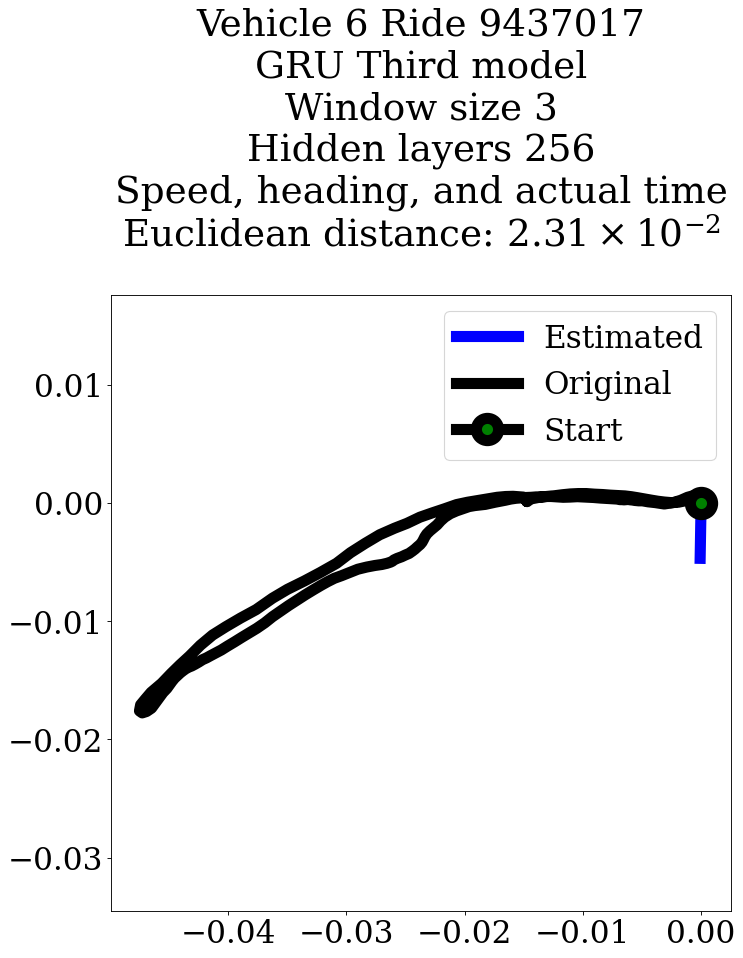 Vehicle 6 Ride 9437017
GRU Third model
Window size 3
Hidden layers 256
Speed, heading, and actual time
Euclidean distance: 2.31 × 10⁻²
Estimated
Original
Start
0.01
0.00
−0.01
−0.02
−0.03
−0.04 −0.03 −0.02 −0.01 0.00